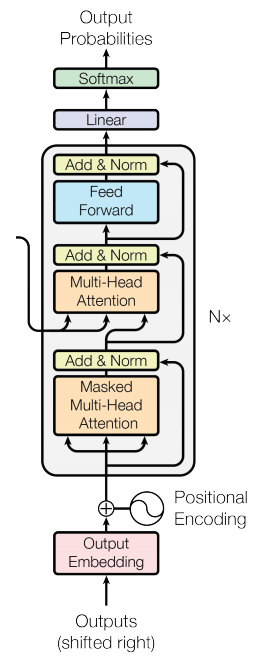 Output
Probabilities
Softmax
Linear
Add & Norm
Feed
Forward
Add & Norm
Multi-Head
Attention
N×
Add & Norm
Masked
Multi-Head
Attention
Positional
Encoding
Output
Embedding
Outputs
(shifted right)